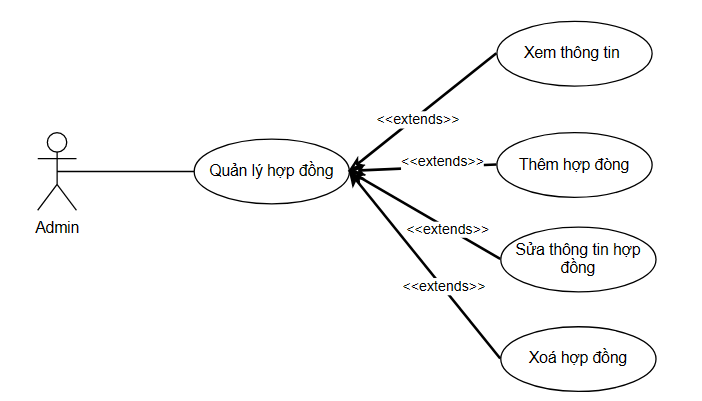 Xem thông tin
<<extends>>
Thêm hợp đòng
<<extends>>
Quản lý hợp đồng
Admin
<<extends>>
Sửa thông tin hợp
đồng
<<extends>>
Xoá hợp đồng